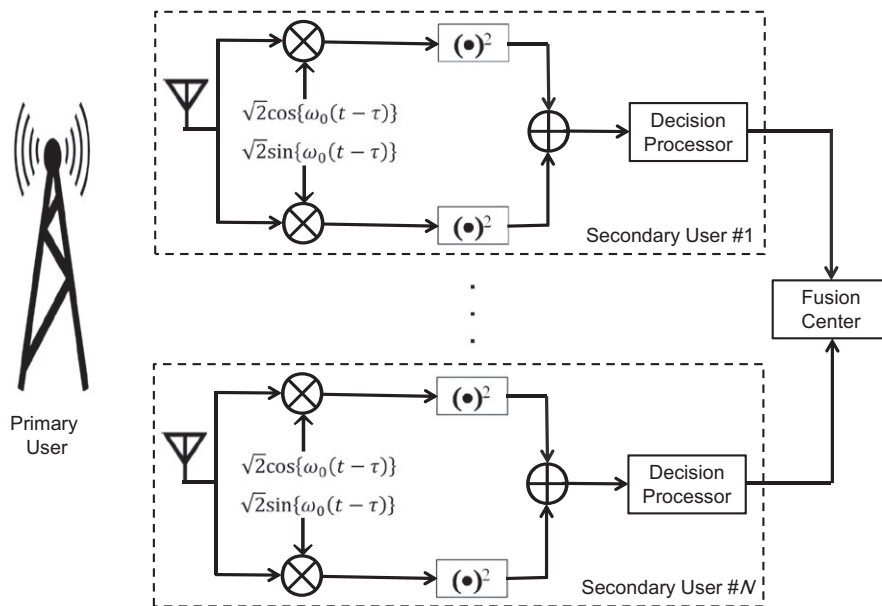 (•)²
√2cos{ω₀(t − τ)}
√2sin{ω₀(t − τ)}
Decision
Processor
(•)²
Secondary User #1
Fusion
Center
Primary
User
(•)²
√2cos{ω₀(t − τ)}
√2sin{ω₀(t − τ)}
Decision
Processor
(•)²
Secondary User #N